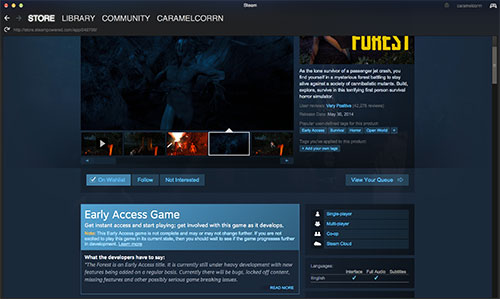 Steam
caramelcorrn
STORE LIBRARY COMMUNITY CARAMELCORRN
FOREST
As the lone survivor of a passenger jet crash, you
find yourself in a mysterious forest battling to stay
alive against a society of cannibalistic mutants. Build,
explore, survive in this terrifying first person survival
horror simulator.
User reviews: Very Positive (42,278 reviews)
Release Date: May 30, 2014
Popular user-defined tags for this product:
Early Access Survival Horror Open World +
Tags you've applied to this product:
+ Add your own tags
On Wishlist Follow Not Interested View Your Queue
Early Access Game
Get instant access and start playing; get involved with this game as it develops.
Note: This Early Access game is not complete and may or may not change further. If you are not
excited to play this game in its current state, then you should wait to see if the game progresses further
in development. Learn more
What the developers have to say:
"The Forest is an Early Access title. It is currently still under heavy development with new
features being added on a regular basis. Currently there will be bugs, locked off content,
missing features and other possibly serious game breaking issues.
READ MORE
Single-player
Multi-player
Co-op
Steam Cloud
Languages:
Interface Full Audio Subtitles
English ✓ ✓